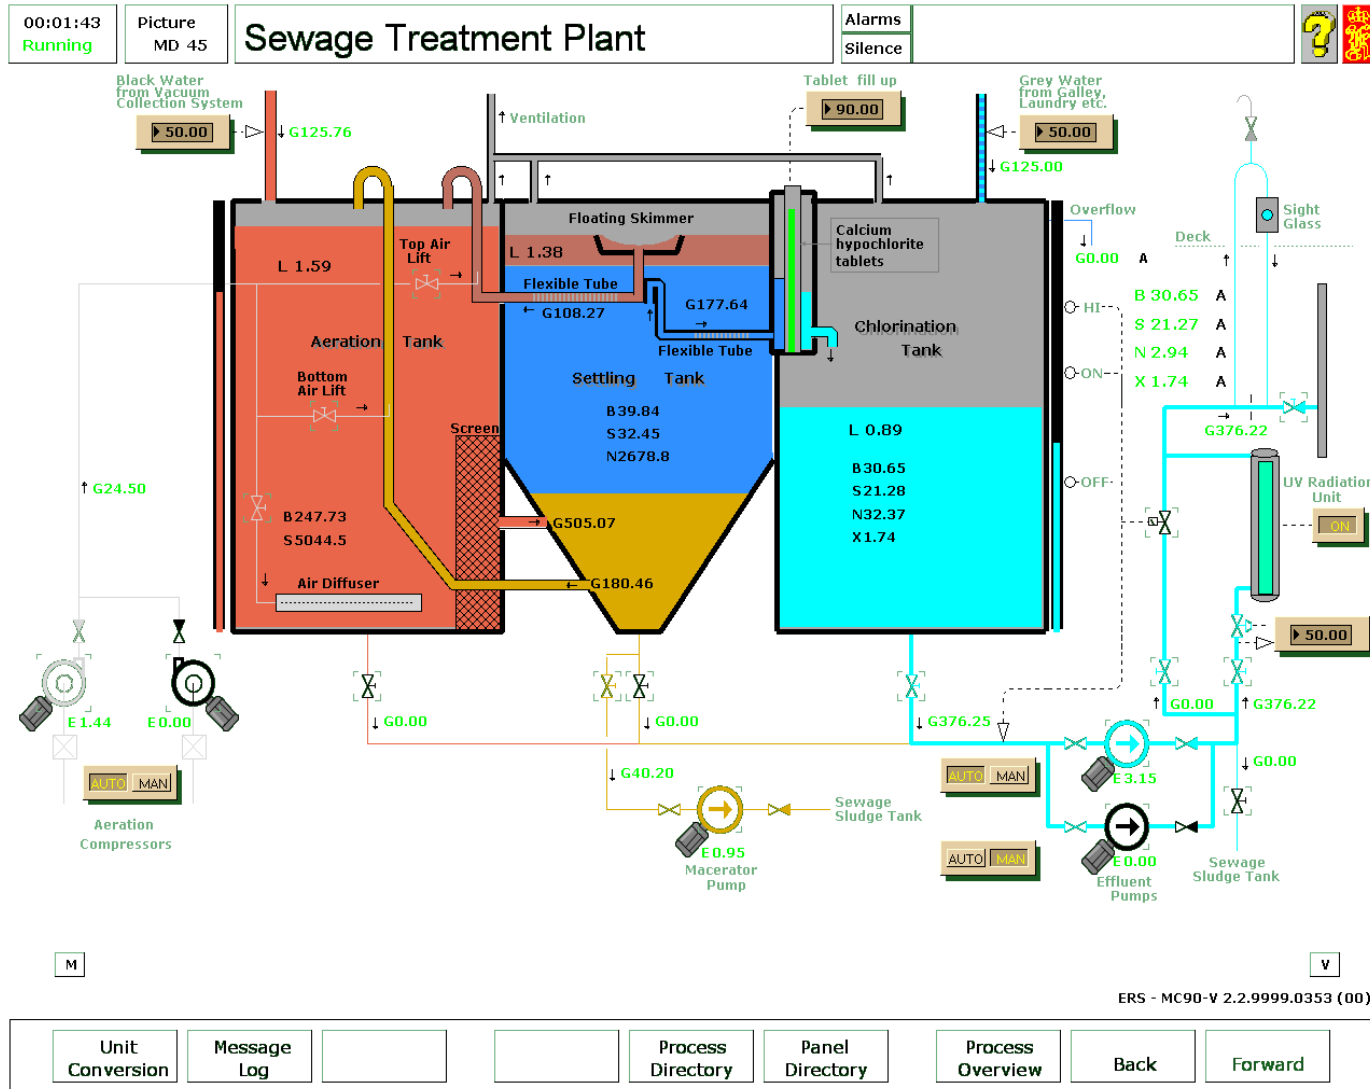 00:01:43
Running
Picture
MD 45
Sewage Treatment Plant
Alarms
Silence
?
Black Water
from Vacuum
Collection System
50.00
G125.76
Ventilation
Tablet fill up
90.00
Grey Water
from Galley,
Laundry etc.
50.00
G125.00
Floating Skimmer
Calcium
hypochlorite
tablets
Overflow
G0.00 A
Sight
Glass
Deck
Top Air
Lift
L 1.59
L 1.38
Flexible Tube
G108.27
G177.64
Flexible Tube
Chlorination
Tank
HI
B 30.65 A
S 21.27 A
N 2.94 A
X 1.74 A
Aeration Tank
Settling Tank
ON
Bottom
Air Lift
B39.84
S32.45
N2678.8
Screen
L 0.89
G376.22
B30.65
S21.28
N32.37
X1.74
OFF
UV Radiation
Unit
ON
G24.50
B247.73
S5044.5
G505.07
Air Diffuser
G180.46
50.00
E1.44
E0.00
G0.00
G0.00
G376.25
G0.00
G376.22
AUTO MAN
Aeration
Compressors
G40.20
Sewage
Sludge Tank
E0.95
Macerator
Pump
AUTO MAN
E3.15
G0.00
AUTO MAN
E0.00
Effluent
Pumps
Sewage
Sludge Tank
M
V
ERS - MC90-V 2.2.9999.0353 (00)
Unit
Conversion
Message
Log
Process
Directory
Panel
Directory
Process
Overview
Back
Forward